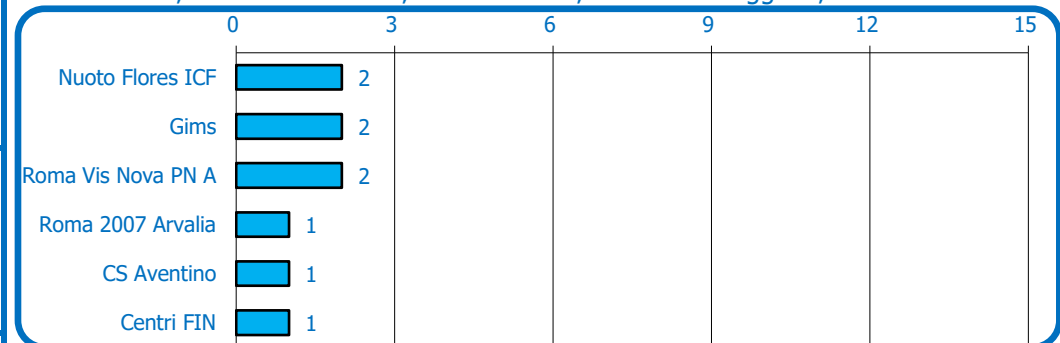 0 3 6 9 12 15
Nuoto Flores ICF 2
Gims 2
Roma Vis Nova PN A 2
Roma 2007 Arvalia 1
CS Aventino 1
Centri FIN 1